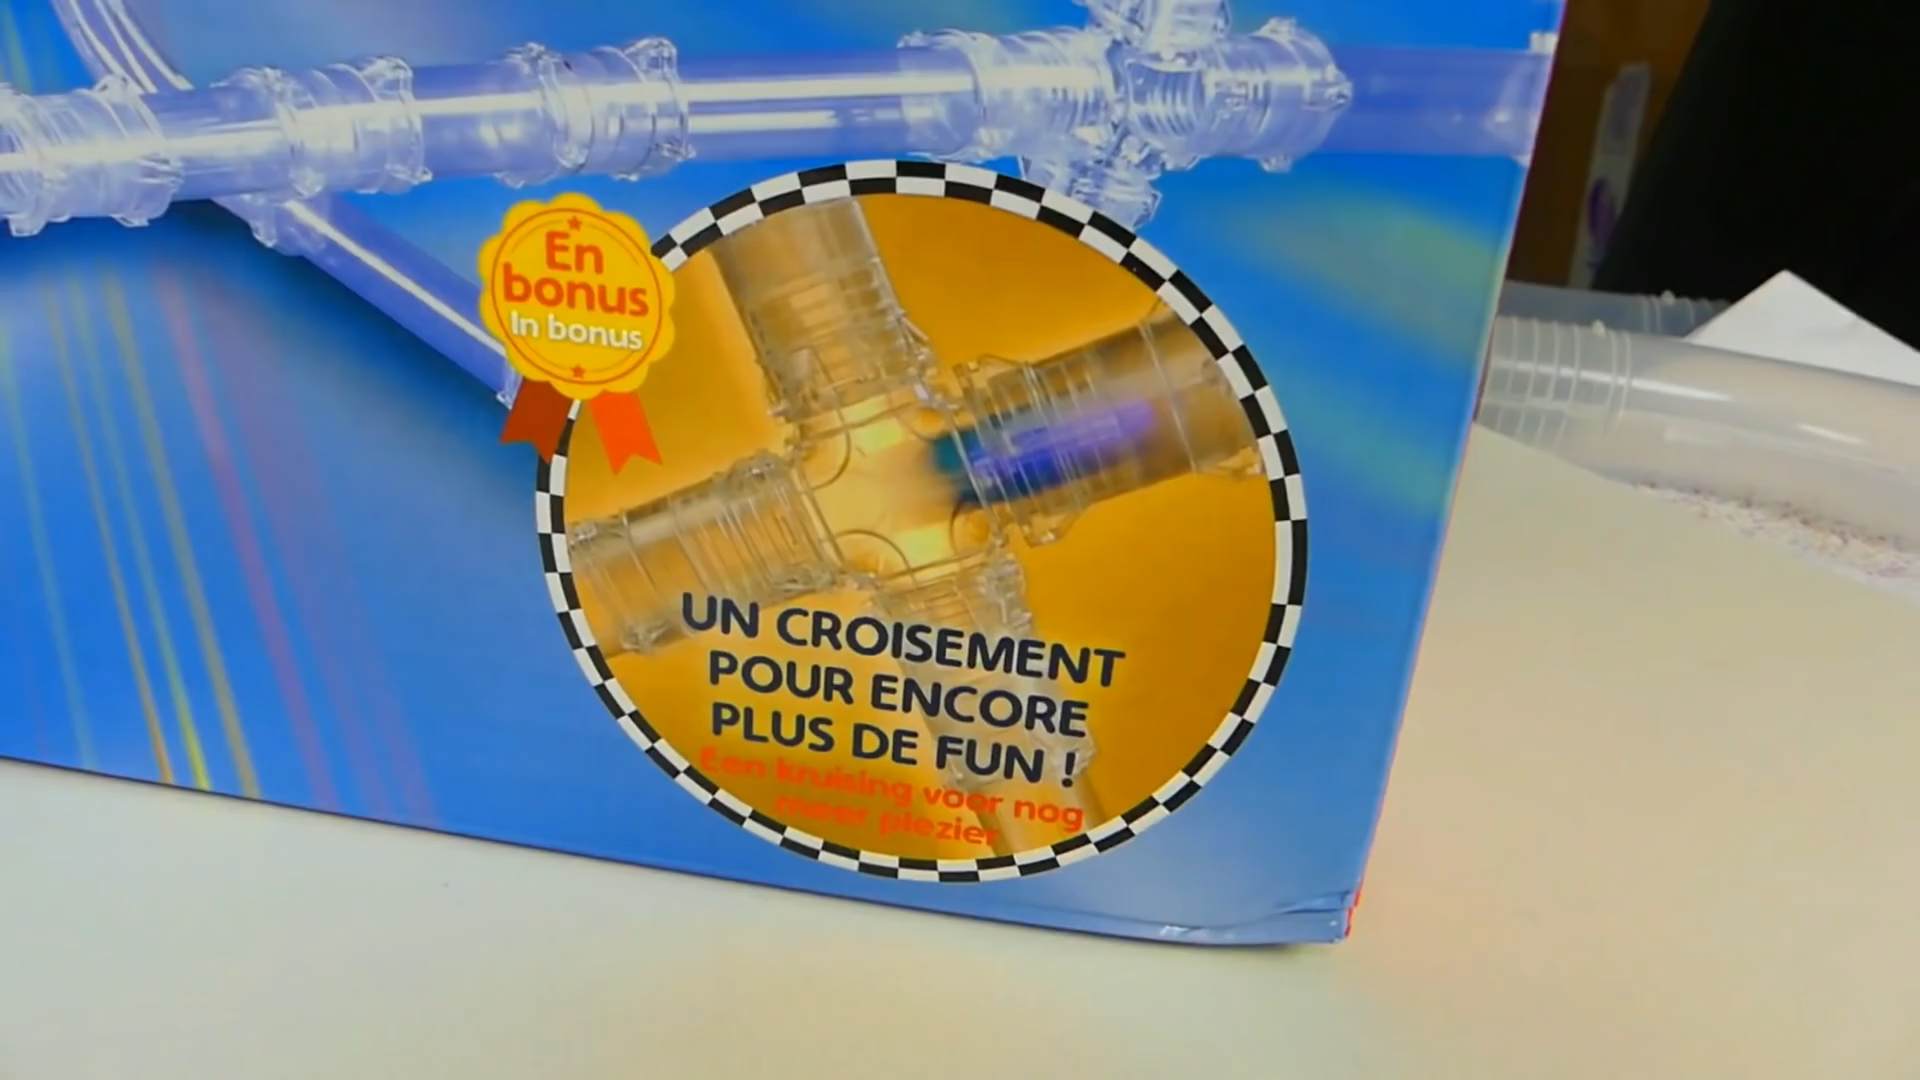 En
bonus
In bonus
UN CROISEMENT
POUR ENCORE
PLUS DE FUN !
Een kruising voor nog
meer plezier